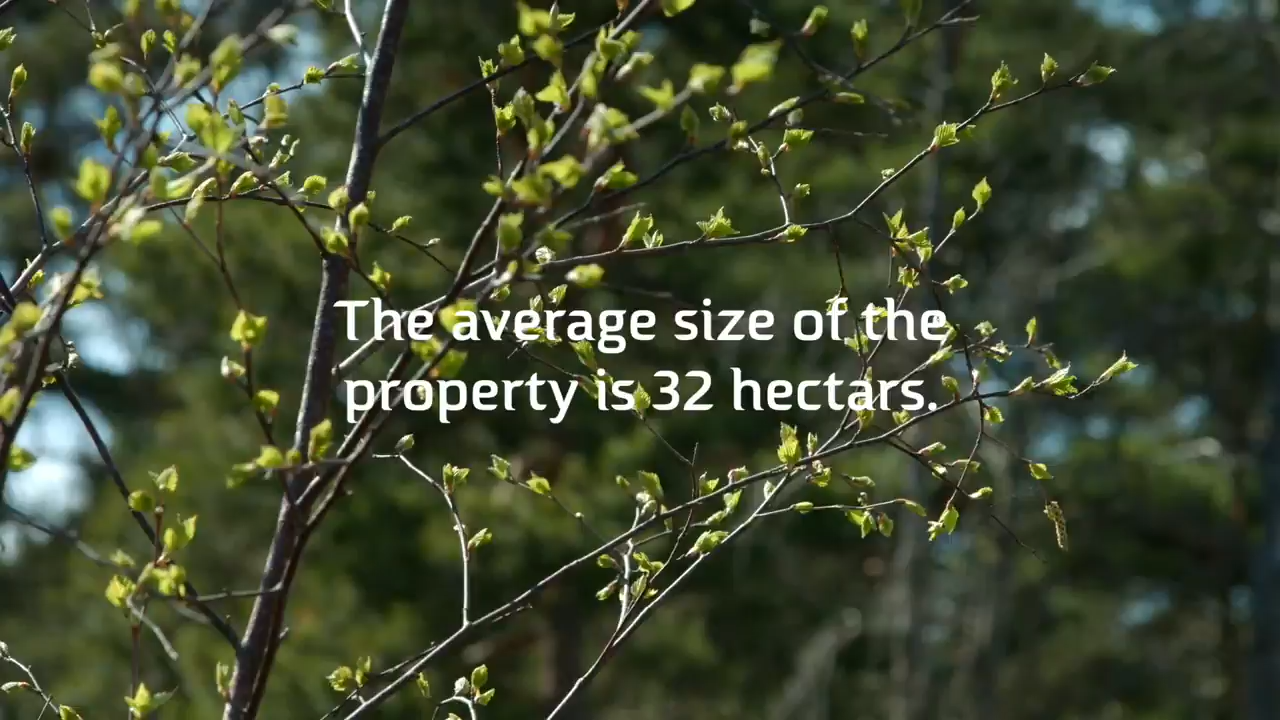 The average size of the
property is 32 hectars.